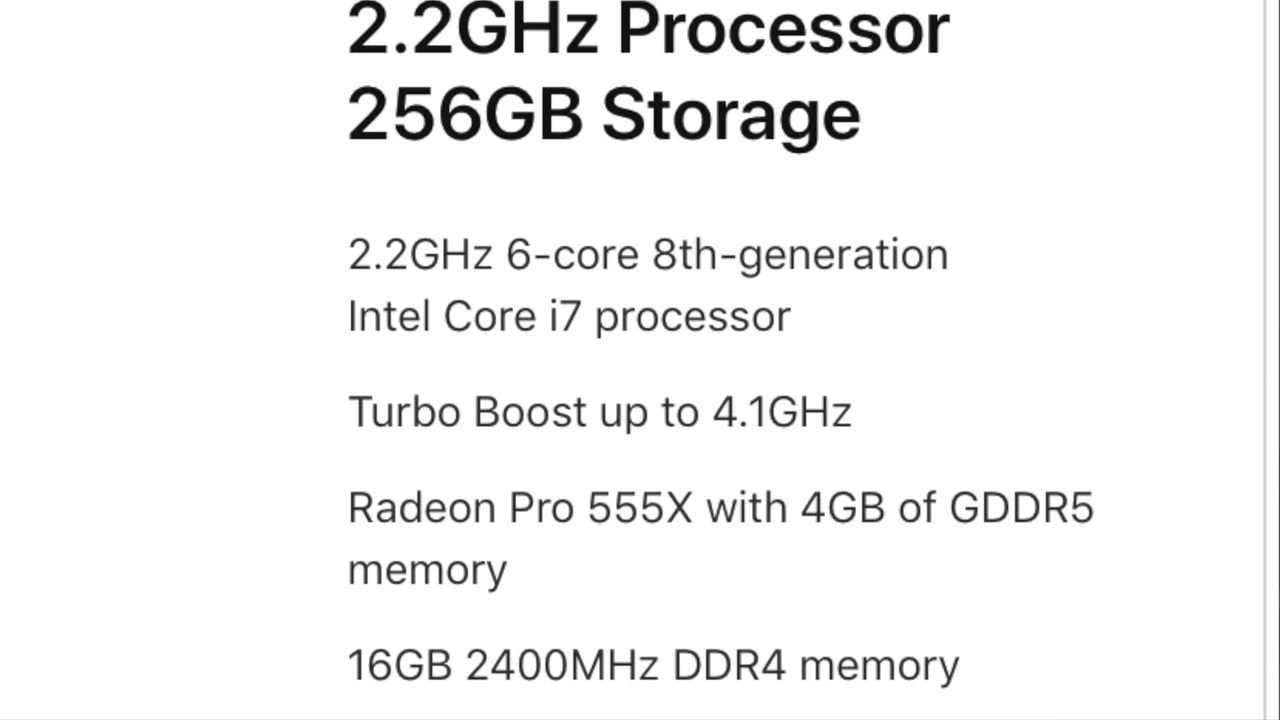 2.2GHz Processor
256GB Storage
2.2GHz 6-core 8th-generation
Intel Core i7 processor
Turbo Boost up to 4.1GHz
Radeon Pro 555X with 4GB of GDDR5
memory
16GB 2400MHz DDR4 memory